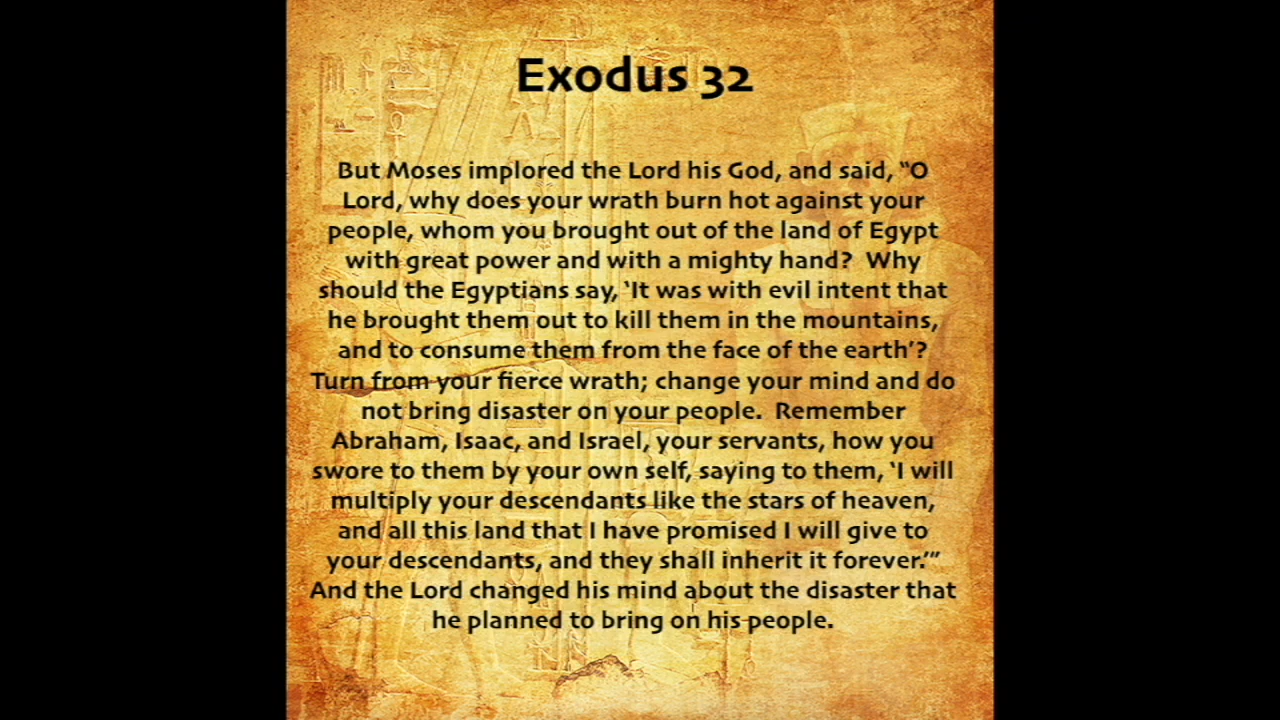 Exodus 32
But Moses implored the Lord his God, and said, “O
Lord, why does your wrath burn hot against your
people, whom you brought out of the land of Egypt
with great power and with a mighty hand?  Why
should the Egyptians say, ‘It was with evil intent that
he brought them out to kill them in the mountains,
and to consume them from the face of the earth’?
Turn from your fierce wrath; change your mind and do
not bring disaster on your people.  Remember
Abraham, Isaac, and Israel, your servants, how you
swore to them by your own self, saying to them, ‘I will
multiply your descendants like the stars of heaven,
and all this land that I have promised I will give to
your descendants, and they shall inherit it forever.’”
And the Lord changed his mind about the disaster that
he planned to bring on his people.